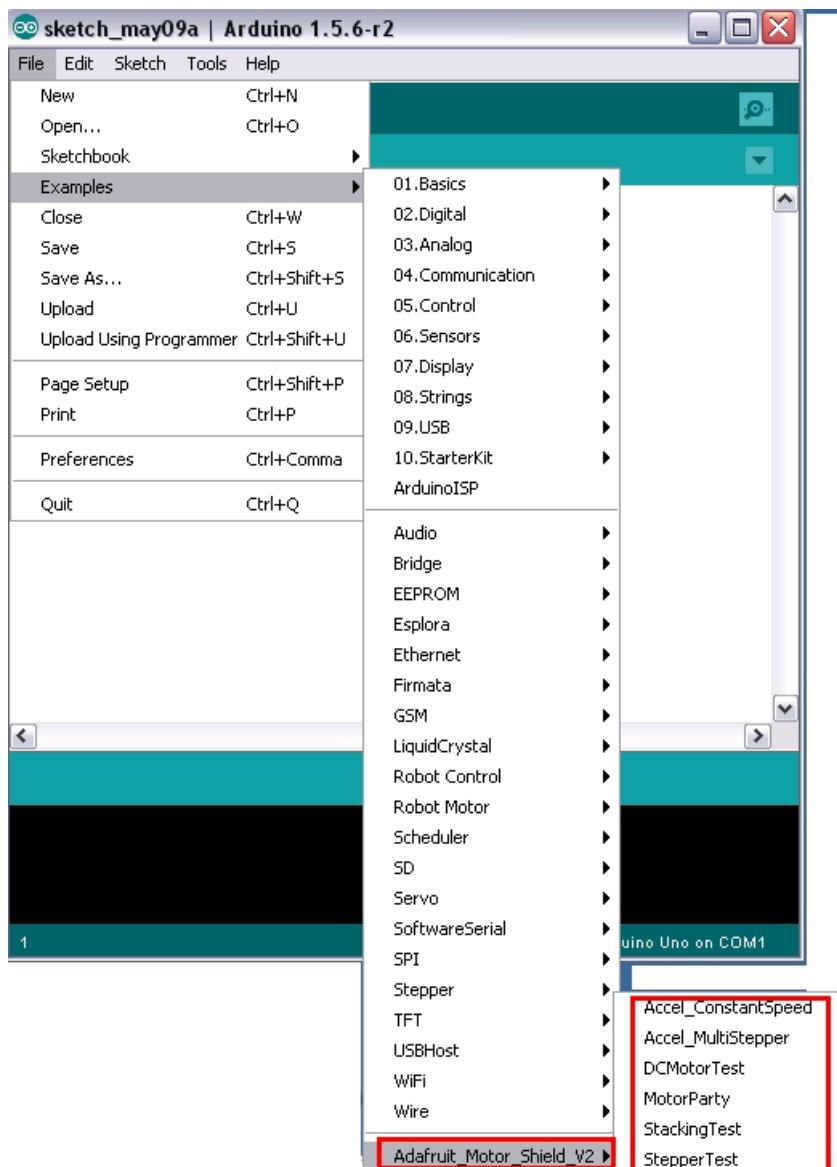 sketch_may09a | Arduino 1.5.6-r2
File Edit Sketch Tools Help
New Ctrl+N
Open... Ctrl+O
Sketchbook
Examples
Close Ctrl+W
Save Ctrl+S
Save As... Ctrl+Shift+S
Upload Ctrl+U
Upload Using Programmer Ctrl+Shift+U
Page Setup Ctrl+Shift+P
Print Ctrl+P
Preferences Ctrl+Comma
Quit Ctrl+Q
01.Basics
02.Digital
03.Analog
04.Communication
05.Control
06.Sensors
07.Display
08.Strings
09.USB
10.StarterKit
ArduinoISP
Audio
Bridge
EEPROM
Esplora
Ethernet
Firmata
GSM
LiquidCrystal
Robot Control
Robot Motor
Scheduler
SD
Servo
SoftwareSerial
SPI
Stepper
TFT
USBHost
WiFi
Wire
Adafruit_Motor_Shield_V2
Accel_ConstantSpeed
Accel_MultiStepper
DCMotorTest
MotorParty
StackingTest
StepperTest
1 uino Uno on COM1